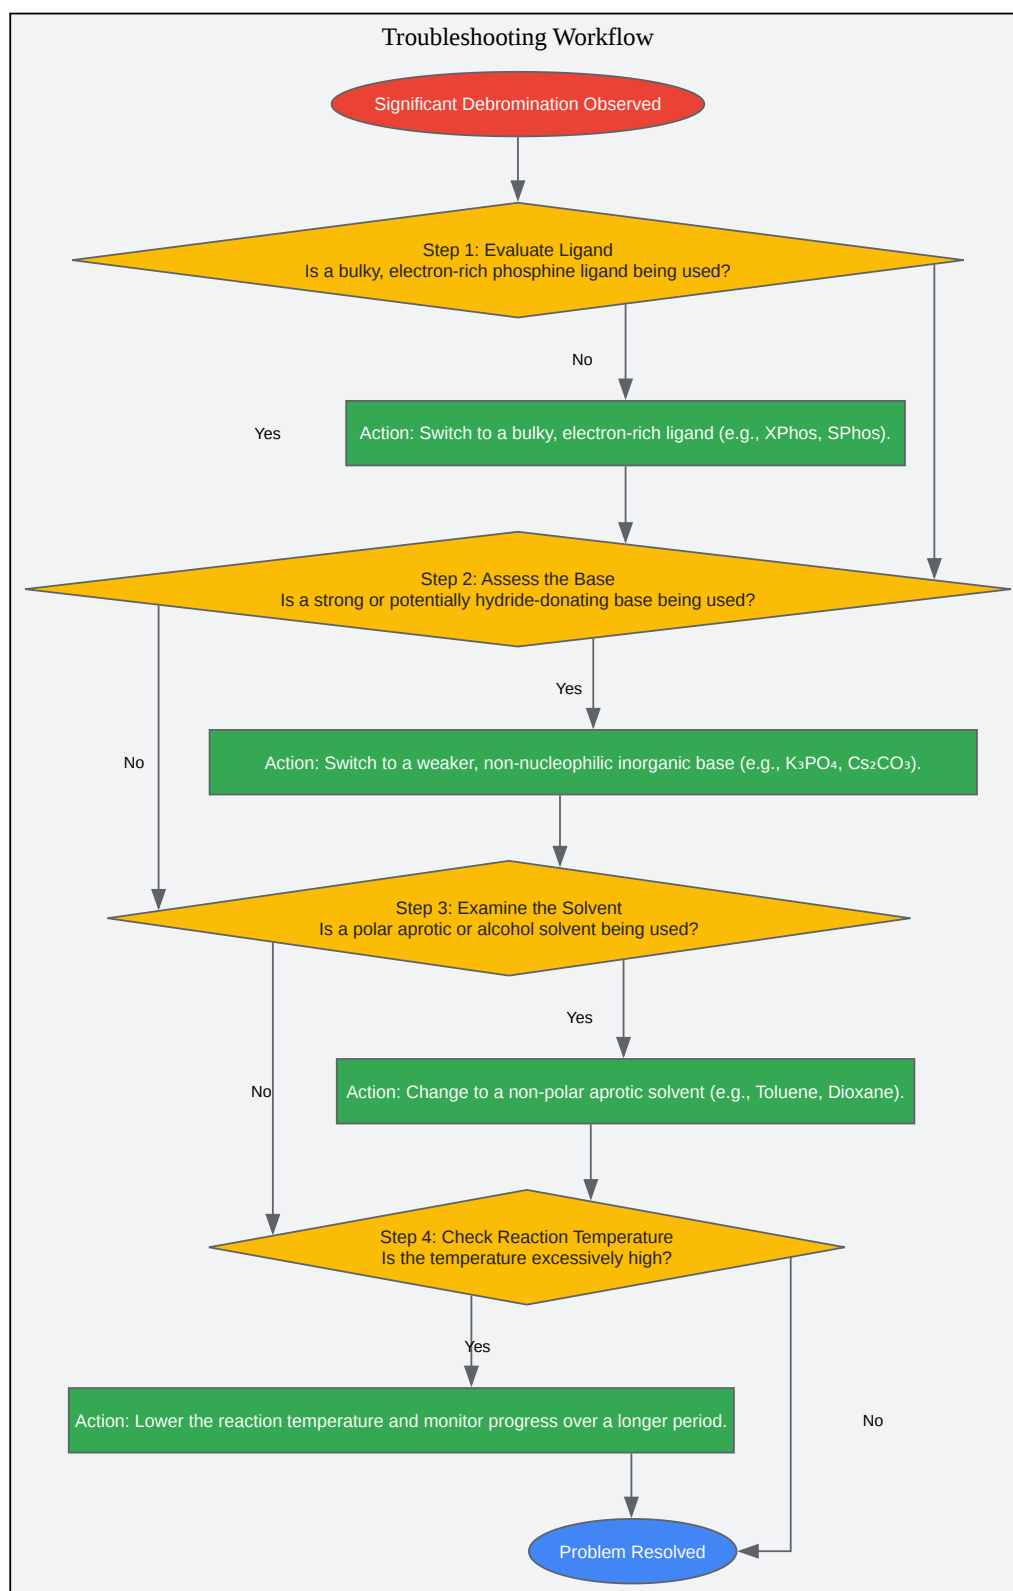 Troubleshooting Workflow
Significant Debromination Observed
Step 1: Evaluate Ligand
Is a bulky, electron-rich phosphine ligand being used?
No
Yes
Action: Switch to a bulky, electron-rich ligand (e.g., XPhos, SPhos).
Step 2: Assess the Base
Is a strong or potentially hydride-donating base being used?
Yes
No
Action: Switch to a weaker, non-nucleophilic inorganic base (e.g., K₃PO₄, Cs₂CO₃).
Step 3: Examine the Solvent
Is a polar aprotic or alcohol solvent being used?
Yes
No
Action: Change to a non-polar aprotic solvent (e.g., Toluene, Dioxane).
Step 4: Check Reaction Temperature
Is the temperature excessively high?
Yes
Action: Lower the reaction temperature and monitor progress over a longer period.
No
Problem Resolved